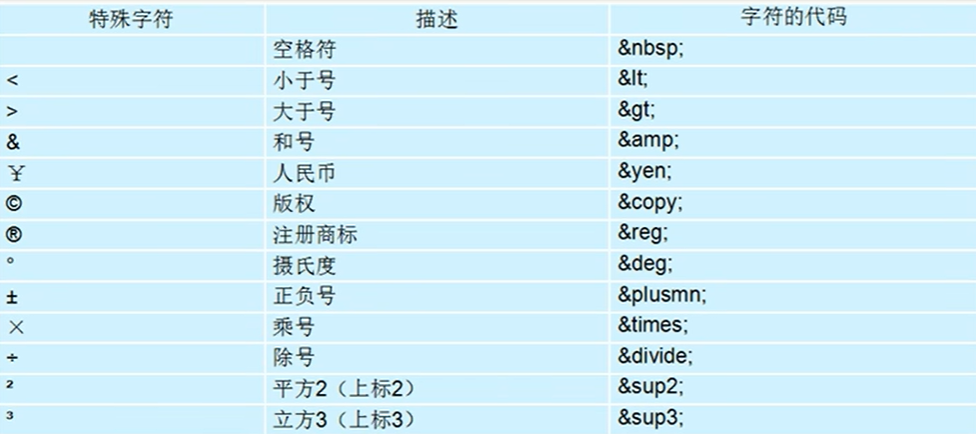 特殊字符 描述 字符的代码
空格符 &nbsp;
< 小于号 &lt;
> 大于号 &gt;
& 和号 &amp;
¥ 人民币 &yen;
© 版权 &copy;
® 注册商标 &reg;
° 摄氏度 &deg;
± 正负号 &plusmn;
× 乘号 &times;
÷ 除号 &divide;
² 平方2（上标2） &sup2;
³ 立方3（上标3） &sup3;